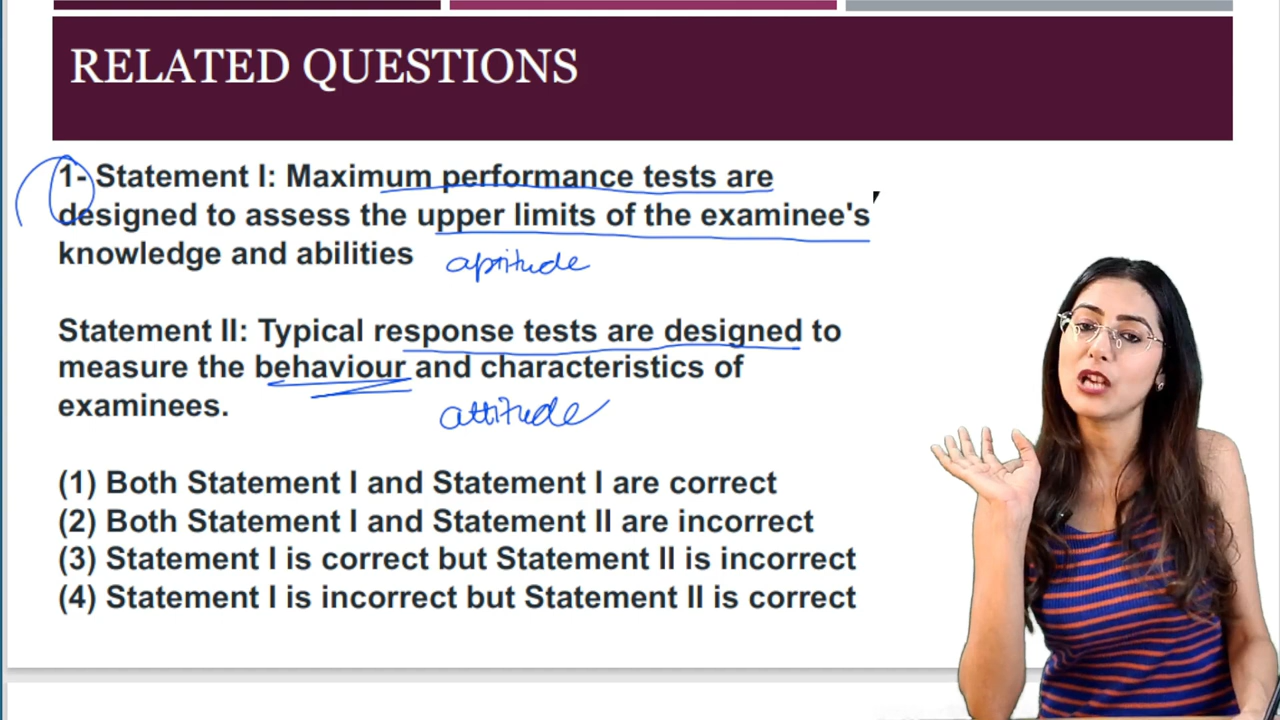 RELATED QUESTIONS
1- Statement I: Maximum performance tests are
designed to assess the upper limits of the examinee's
knowledge and abilities aptitude
Statement II: Typical response tests are designed to
measure the behaviour and characteristics of
examinees. attitude
(1) Both Statement I and Statement I are correct
(2) Both Statement I and Statement II are incorrect
(3) Statement I is correct but Statement II is incorrect
(4) Statement I is incorrect but Statement II is correct